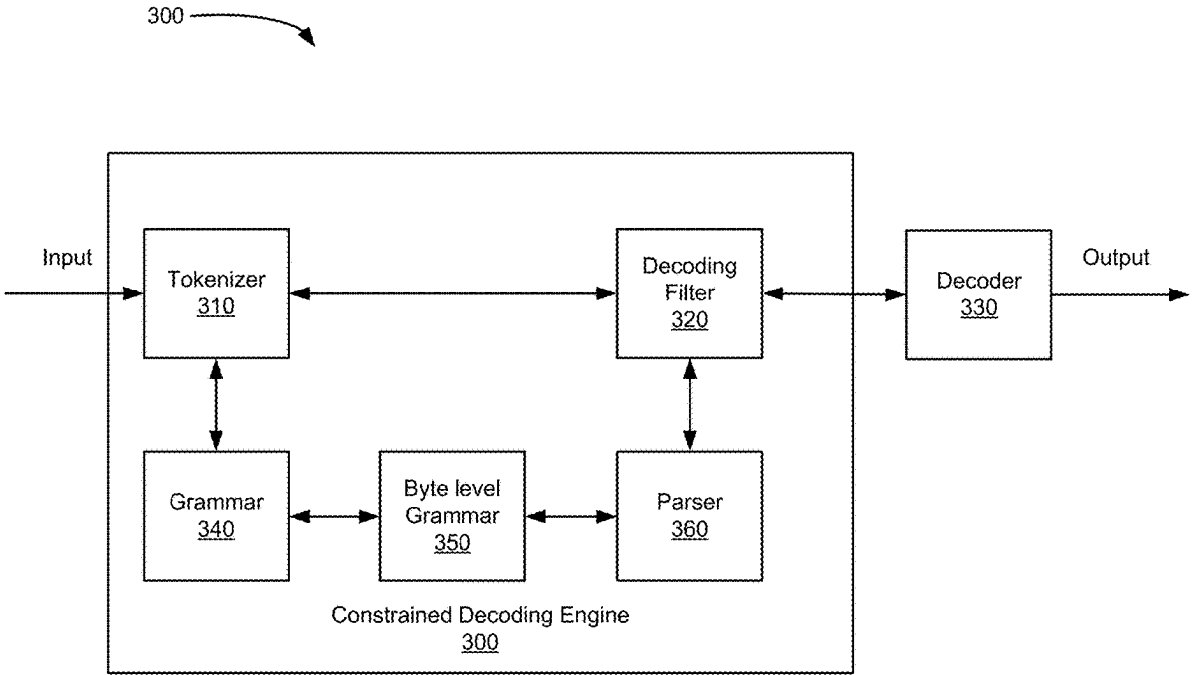 300
Input
Tokenizer
310
Decoding
Filter
320
Decoder
330
Output
Grammar
340
Byte level
Grammar
350
Parser
360
Constrained Decoding Engine
300